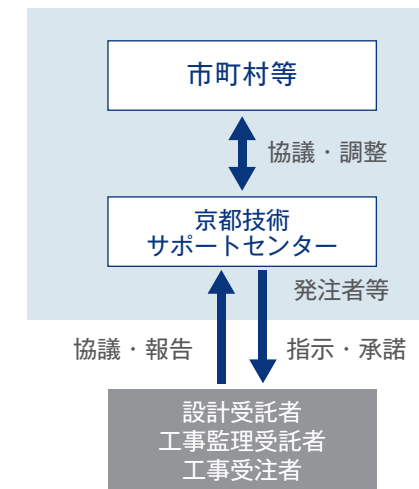 市町村等
協議・調整
京都技術
サポートセンター
発注者等
協議・報告
指示・承諾
設計受託者
工事監理受託者
工事受注者